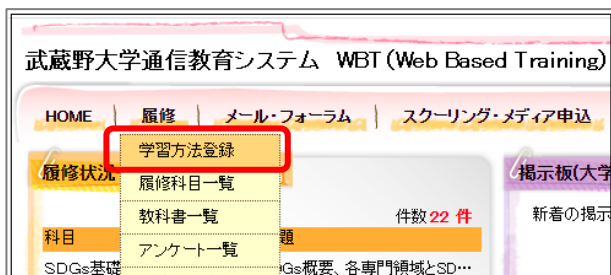 武蔵野大学通信教育システム WBT(Web Based Training)
HOME 履修 メール・フォーラム スクーリング・メディア申込
学習方法登録
履修状況 掲示板(大学
履修科目一覧
教科書一覧 件数 22 件 新着の掲示
科目 題
アンケート一覧
SDGs基礎 Gs概要、各専門領域とSD…